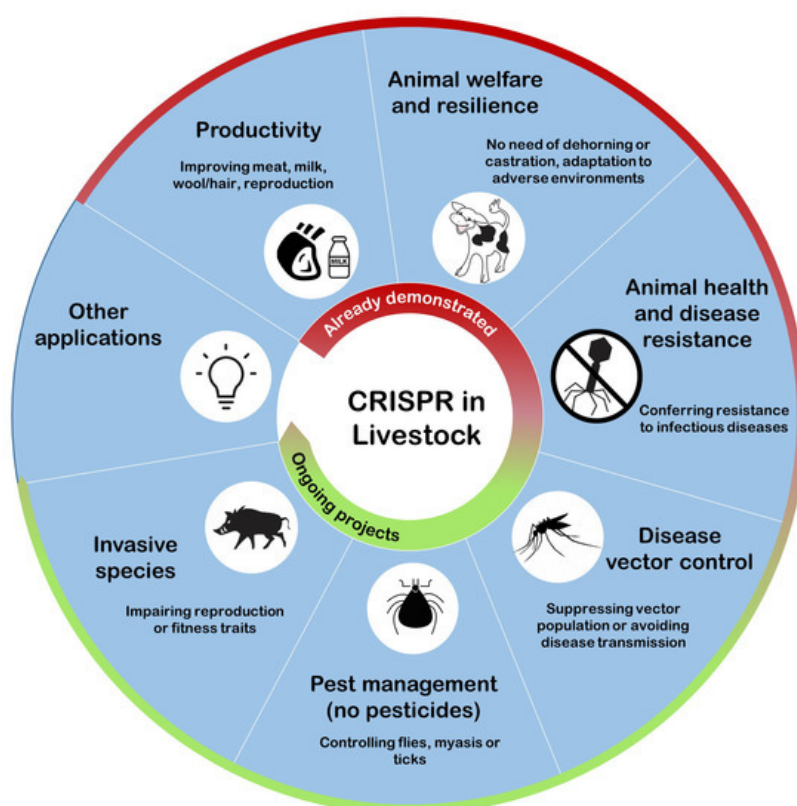 Animal welfare
and resilience
No need of dehorning or
castration, adaptation to
adverse environments
Productivity
Improving meat, milk,
wool/hair, reproduction
MILK
Animal health
and disease
resistance
Conferring resistance
to infectious diseases
Other
applications
Already demonstrated
CRISPR in
Livestock
Ongoing projects
Disease
vector control
Suppressing vector
population or avoiding
disease transmission
Invasive
species
Impairing reproduction
or fitness traits
Pest management
(no pesticides)
Controlling flies, myasis or
ticks